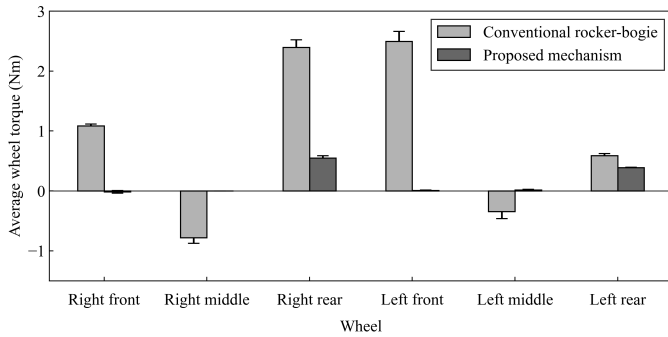 3
2
1
0
−1
Average wheel torque (Nm)
Conventional rocker-bogie
Proposed mechanism
Right front Right middle Right rear Left front Left middle Left rear
Wheel